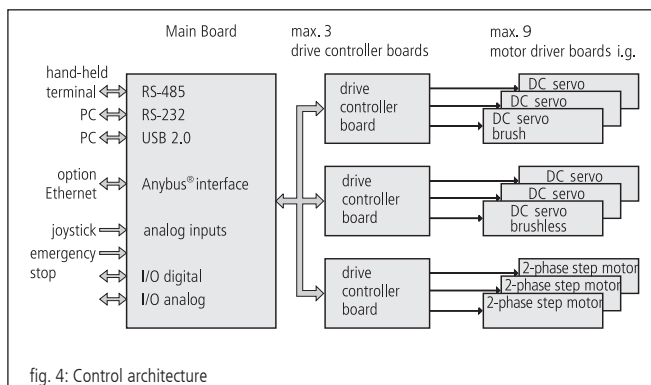 Main Board
max. 3
drive controller boards
max. 9
motor driver boards i.g.
hand-held
terminal
RS-485
PC
RS-232
PC
USB 2.0
option
Ethernet
Anybus® interface
joystick
analog inputs
emergency
stop
I/O digital
I/O analog
drive
controller
board
DC servo
DC servo
DC servo
brush
drive
controller
board
DC servo
DC servo
DC servo
brushless
drive
controller
board
2-phase step motor
2-phase step motor
2-phase step motor
fig. 4: Control architecture